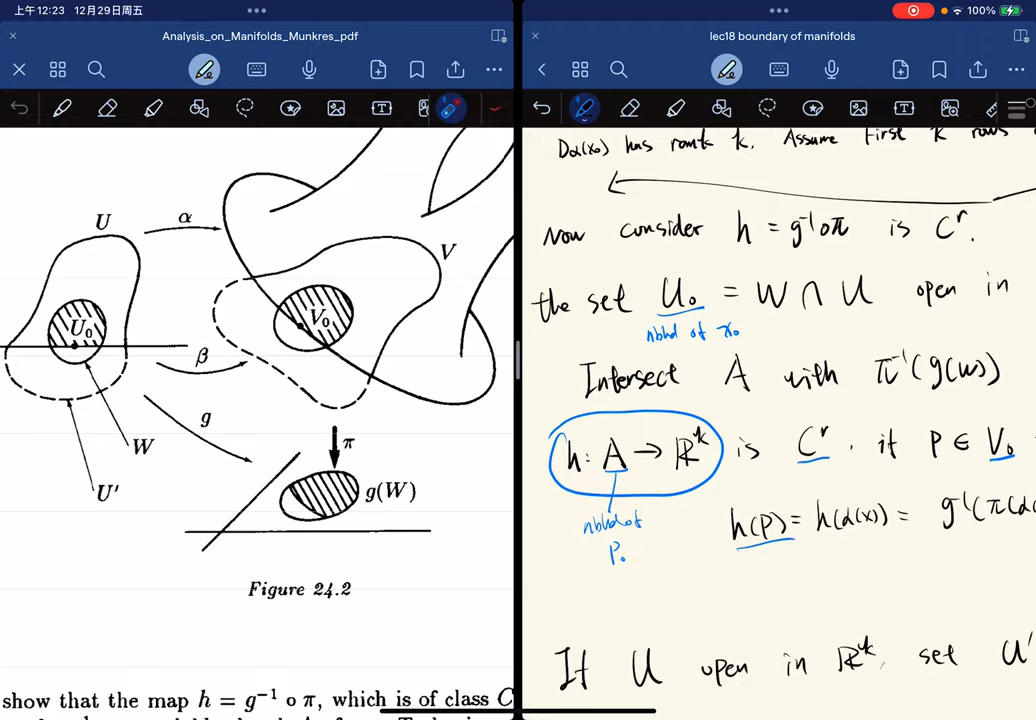 上午12:23 12月29日周五
100%
Analysis_on_Manifolds_Munkres_pdf
lec18 boundary of manifolds
U
α
V
U₀
V₀
β
g
π
W
g(W)
U'
Figure 24.2
show that the map h = g⁻¹ ∘ π, which is of class C
Dα(x₀) has rank k. Assume First k rows
Now consider h = g⁻¹∘π is Cʳ.
the set U₀ = W ∩ U open in
nbhd of x₀
Intersect A with π⁻¹(g(W))
h: A → ℝᵏ is Cʳ. if P ∈ V₀
nbhd of
P₀
h(P) = h(α(x)) = g⁻¹(π(α
If U open in ℝᵏ, set U'